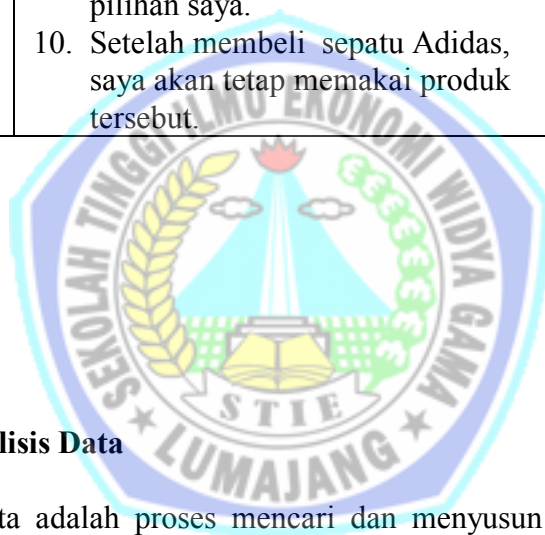 pilihan saya.
10. Setelah membeli sepatu Adidas,
saya akan tetap memakai produk
tersebut.
SEKOLAH TINGGI ILMU EKONOMI WIDYA GAMA
STIE
LUMAJANG
lisis Data
ta adalah proses mencari dan menyusun